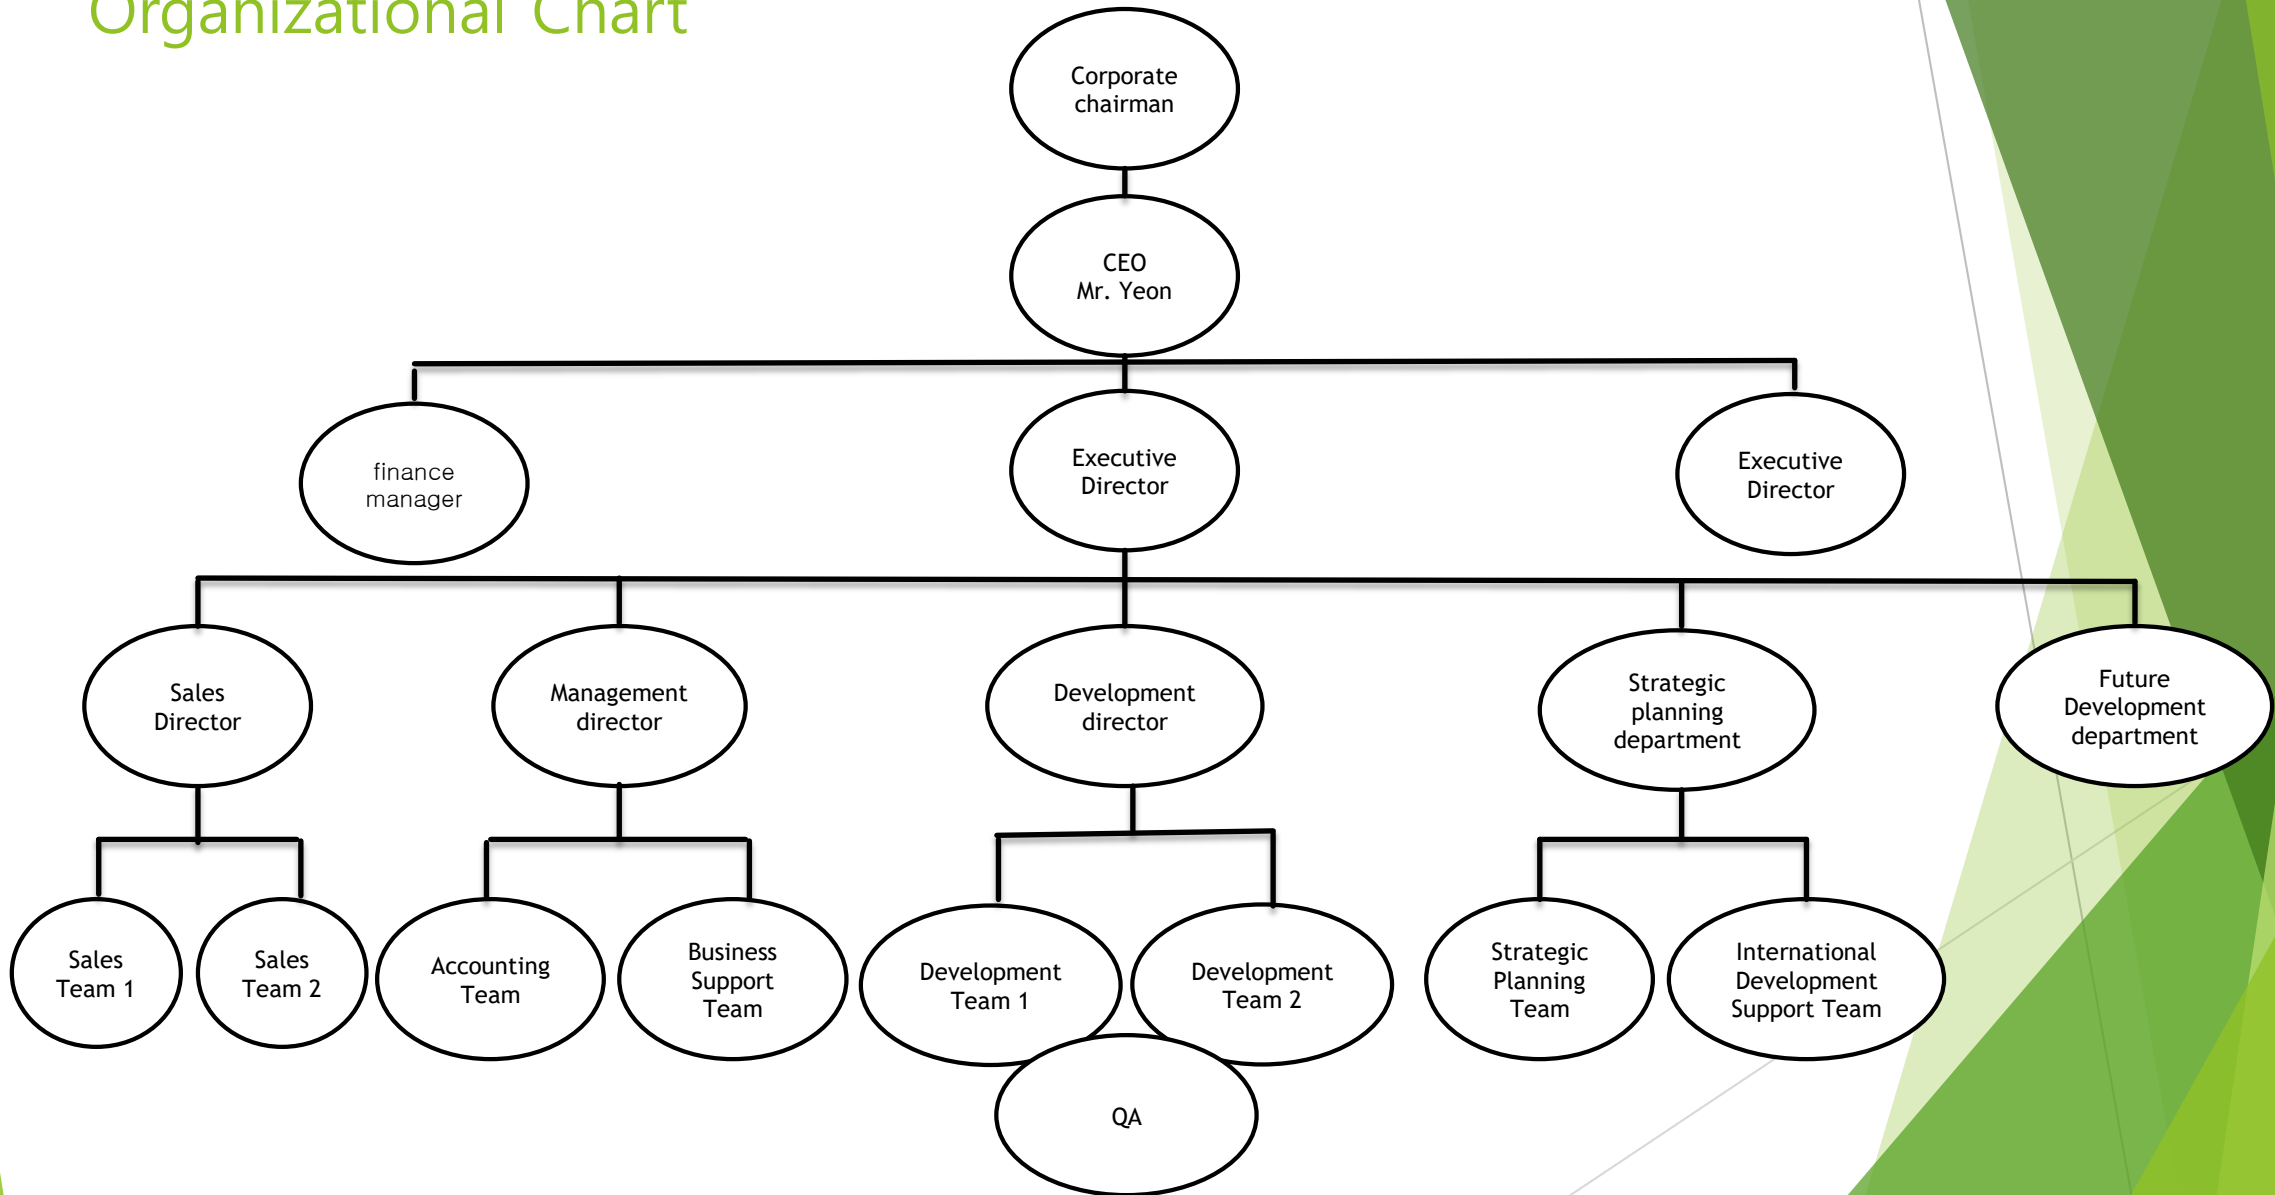 Organizational Chart
Corporate
chairman
CEO
Mr. Yeon
finance
manager
Executive
Director
Executive
Director
Sales
Director
Management
director
Development
director
Strategic
planning
department
Future
Development
department
Sales
Team 1
Sales
Team 2
Accounting
Team
Business
Support
Team
Development
Team 1
Development
Team 2
Strategic
Planning
Team
International
Development
Support Team
QA